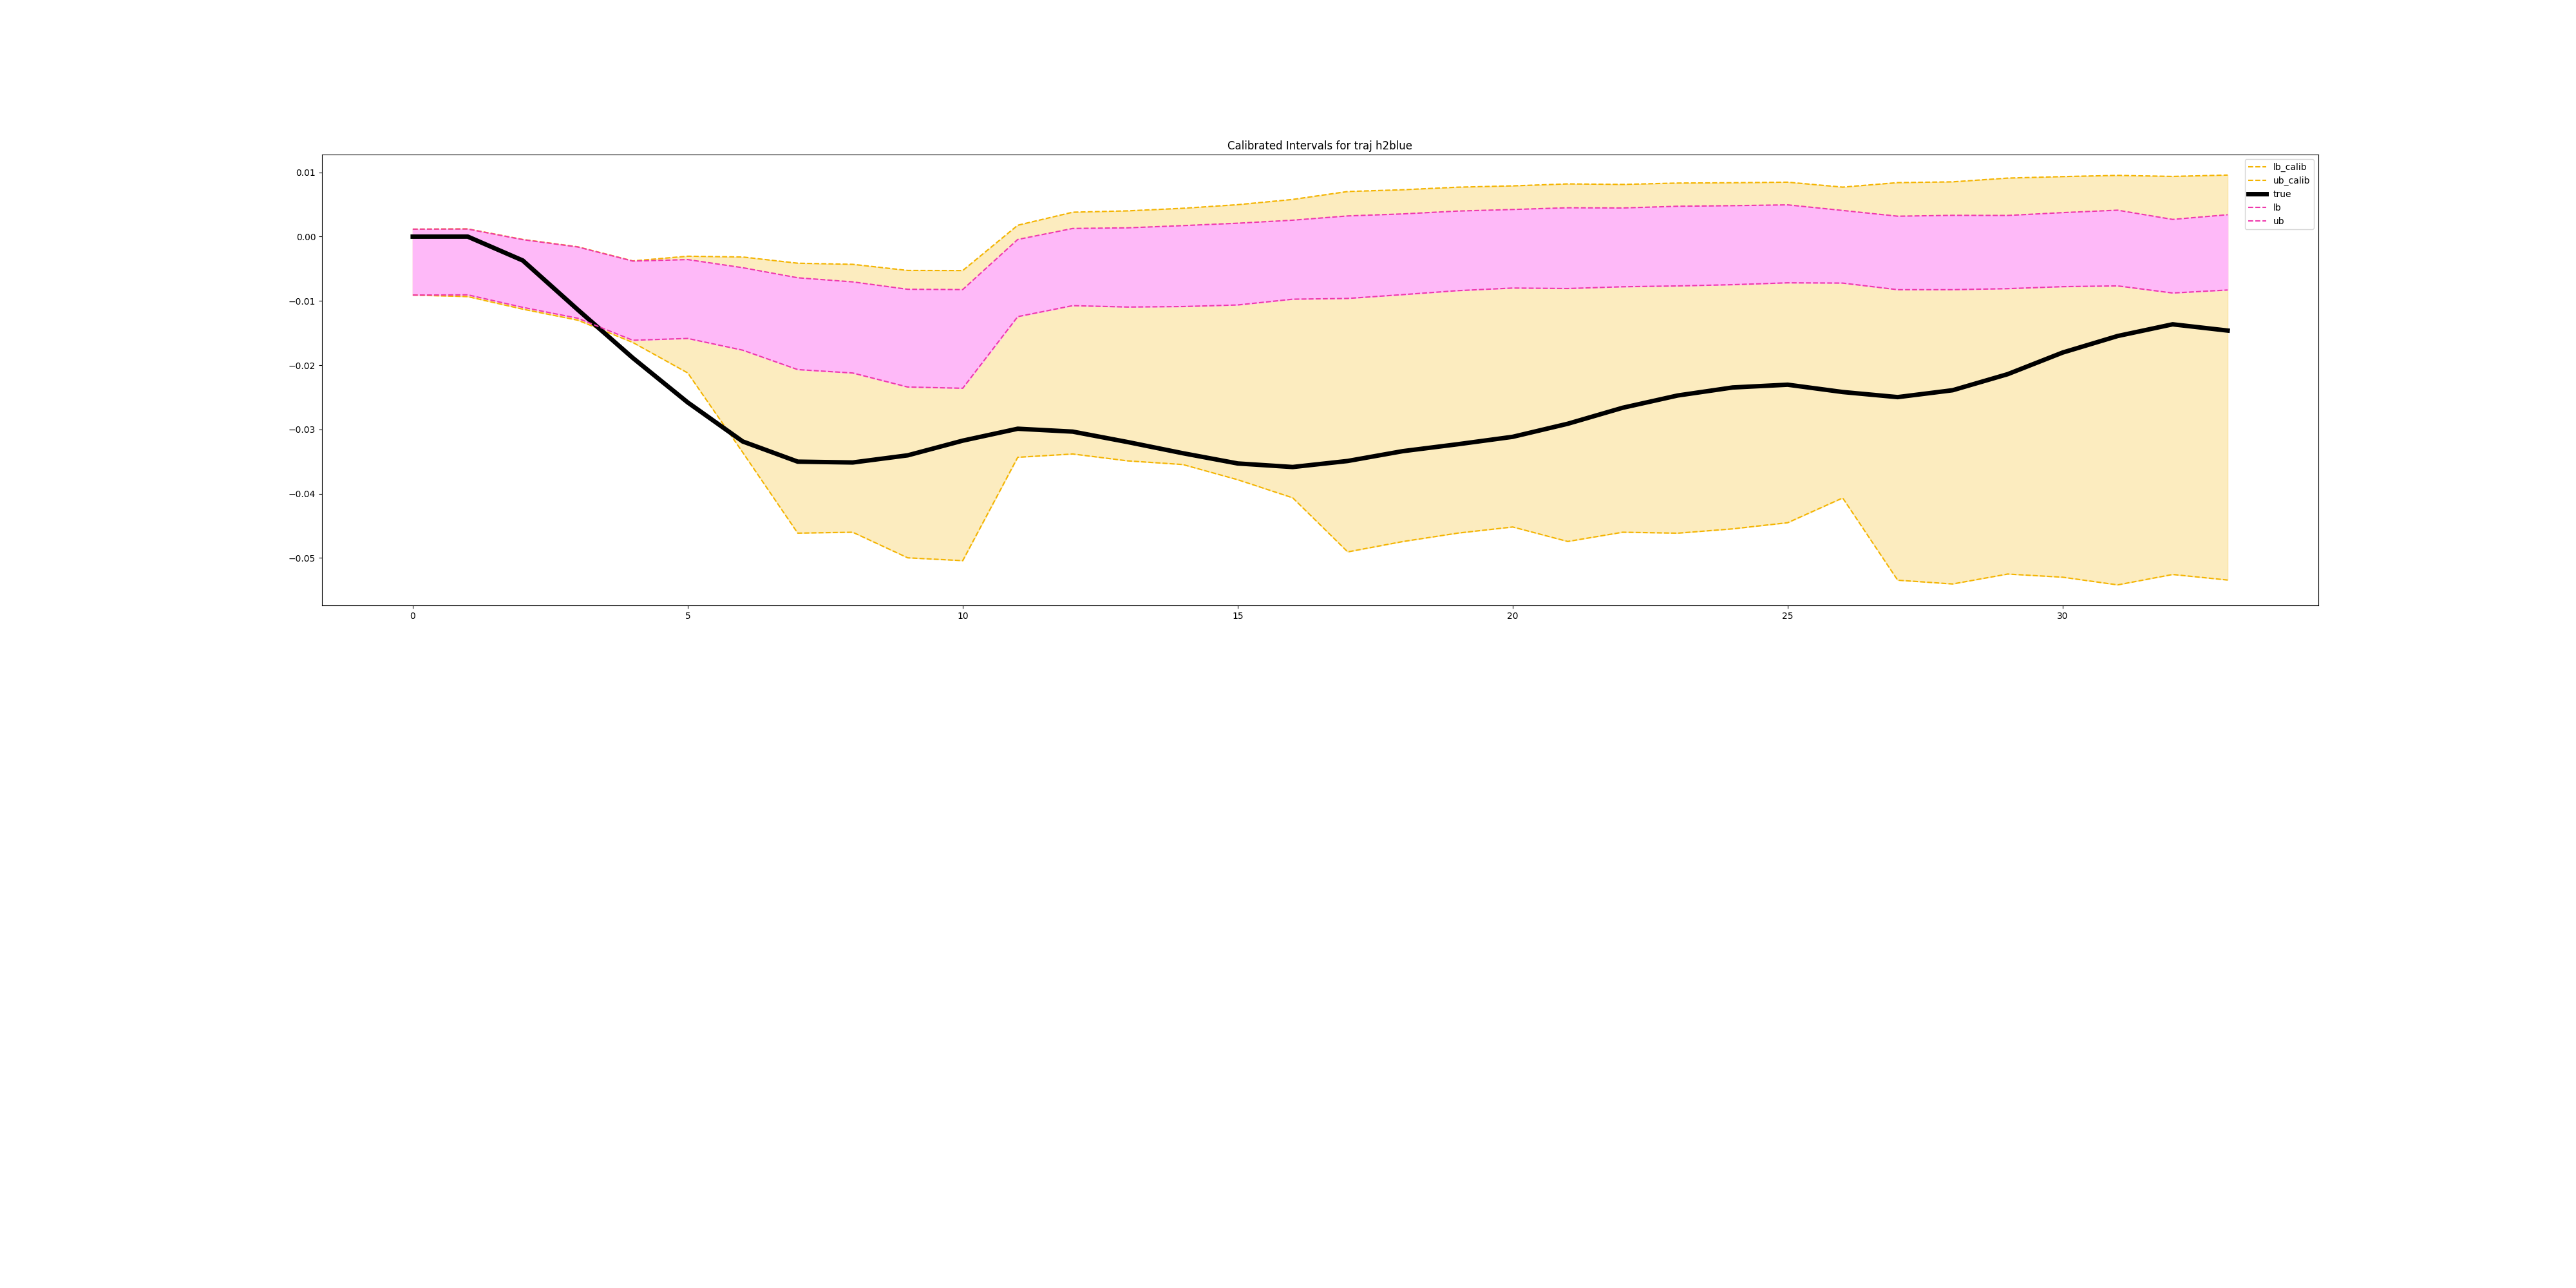 Calibrated Intervals for traj h2blue
0.01
0.00
−0.01
−0.02
−0.03
−0.04
−0.05
0 5 10 15 20 25 30
lb_calib
ub_calib
true
lb
ub